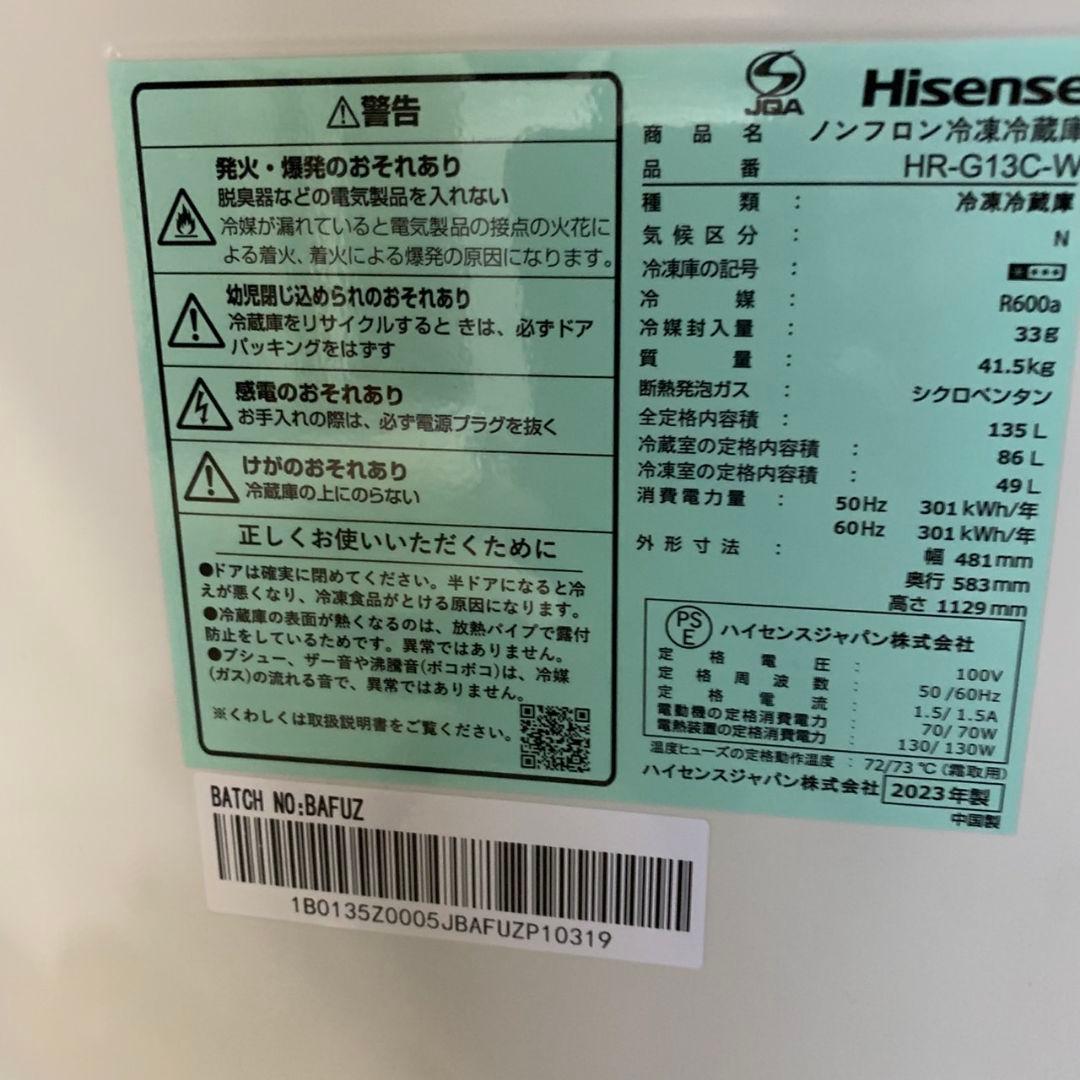 ⚠警告
発火・爆発のおそれあり
脱臭器などの電気製品を入れない
冷媒が漏れていると電気製品の接点の火花に
よる着火、着火による爆発の原因になります。
幼児閉じ込められのおそれあり
冷蔵庫をリサイクルすると きは、必ずドア
パッキングをはずす
感電のおそれあり
お手入れの際は、必ず電源プラグを抜く
けがのおそれあり
冷蔵庫の上にのらない
正しくお使いいただくために
●ドアは確実に閉めてください。半ドアになると冷
えが悪くなり、冷凍食品がとける原因になります。
●冷蔵庫の表面が熱くなるのは、放熱パイプで露付
防止をしているためです。異常ではありません。
●ブシュー、ザー音や沸騰音(ボコボコ)は、冷媒
(ガス)の流れる音で、異常ではありません。
※くわしくは取扱説明書をご覧ください。
JQA
Hisense
商品名 ノンフロン冷凍冷蔵庫
品番 HR-G13C-W
種類 : 冷凍冷蔵庫
気候区分 : N
冷凍庫の記号 :
冷媒 : R600a
冷媒封入量 : 33g
質量 : 41.5kg
断熱発泡ガス : シクロペンタン
全定格内容積 : 135 L
冷蔵室の定格内容積 : 86 L
冷凍室の定格内容積 : 49 L
消費電力量 : 50Hz 301 kWh/年
60Hz 301 kWh/年
外形寸法 : 幅 481mm
奥行 583mm
高さ 1129mm
PSE ハイセンスジャパン株式会社
定格電圧 : 100V
定格周波数 : 50/60Hz
定格電流 : 1.5/ 1.5A
電動機の定格消費電力 : 70/ 70W
電熱装置の定格消費電力 : 130/ 130W
温度ヒューズの定格動作温度 : 72/73 ℃ (霜取用)
ハイセンスジャパン株式会社 2023年製
中国製
BATCH NO:BAFUZ
1B0135Z0005JBAFUZP10319